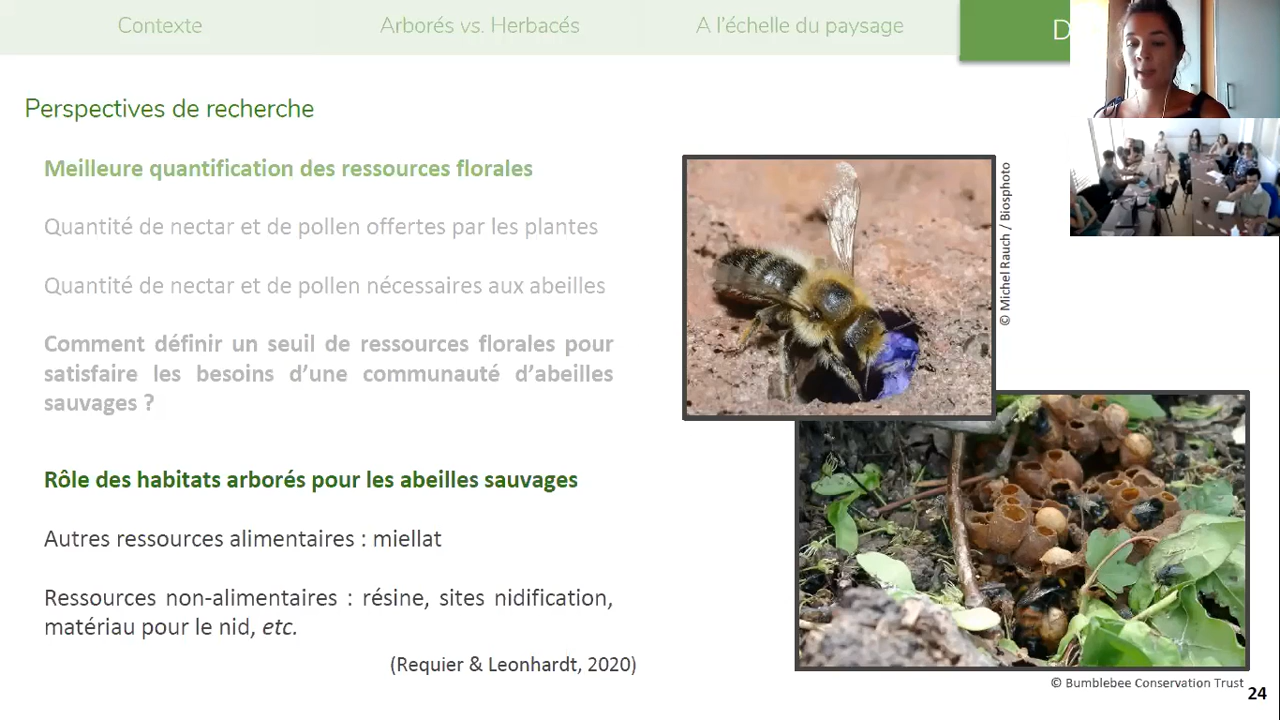 Contexte
Arborés vs. Herbacés
A l'échelle du paysage
D
Perspectives de recherche
Meilleure quantification des ressources florales
Quantité de nectar et de pollen offertes par les plantes
Quantité de nectar et de pollen nécessaires aux abeilles
Comment définir un seuil de ressources florales pour
satisfaire les besoins d'une communauté d'abeilles
sauvages ?
Rôle des habitats arborés pour les abeilles sauvages
Autres ressources alimentaires : miellat
Ressources non-alimentaires : résine, sites nidification,
matériau pour le nid, etc.
(Requier & Leonhardt, 2020)
© Michel Rauch / Biosphoto
© Bumblebee Conservation Trust
24